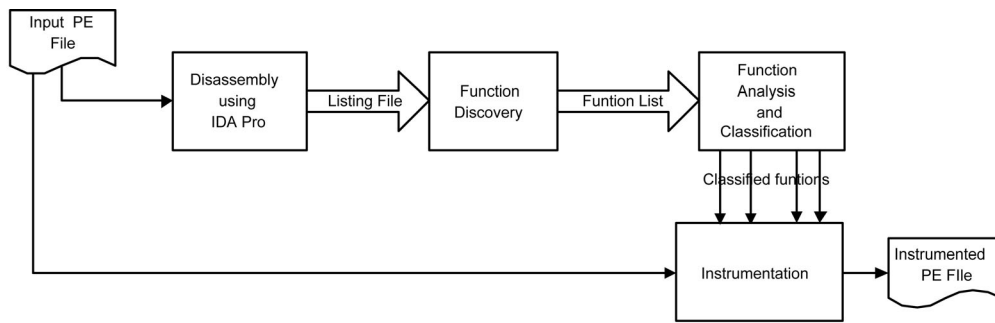 Input PE
File
Disassembly
using
IDA Pro
Listing File
Function
Discovery
Funtion List
Function
Analysis
and
Classification
Classified funtions
Instrumentation
Instrumented
PE FIle